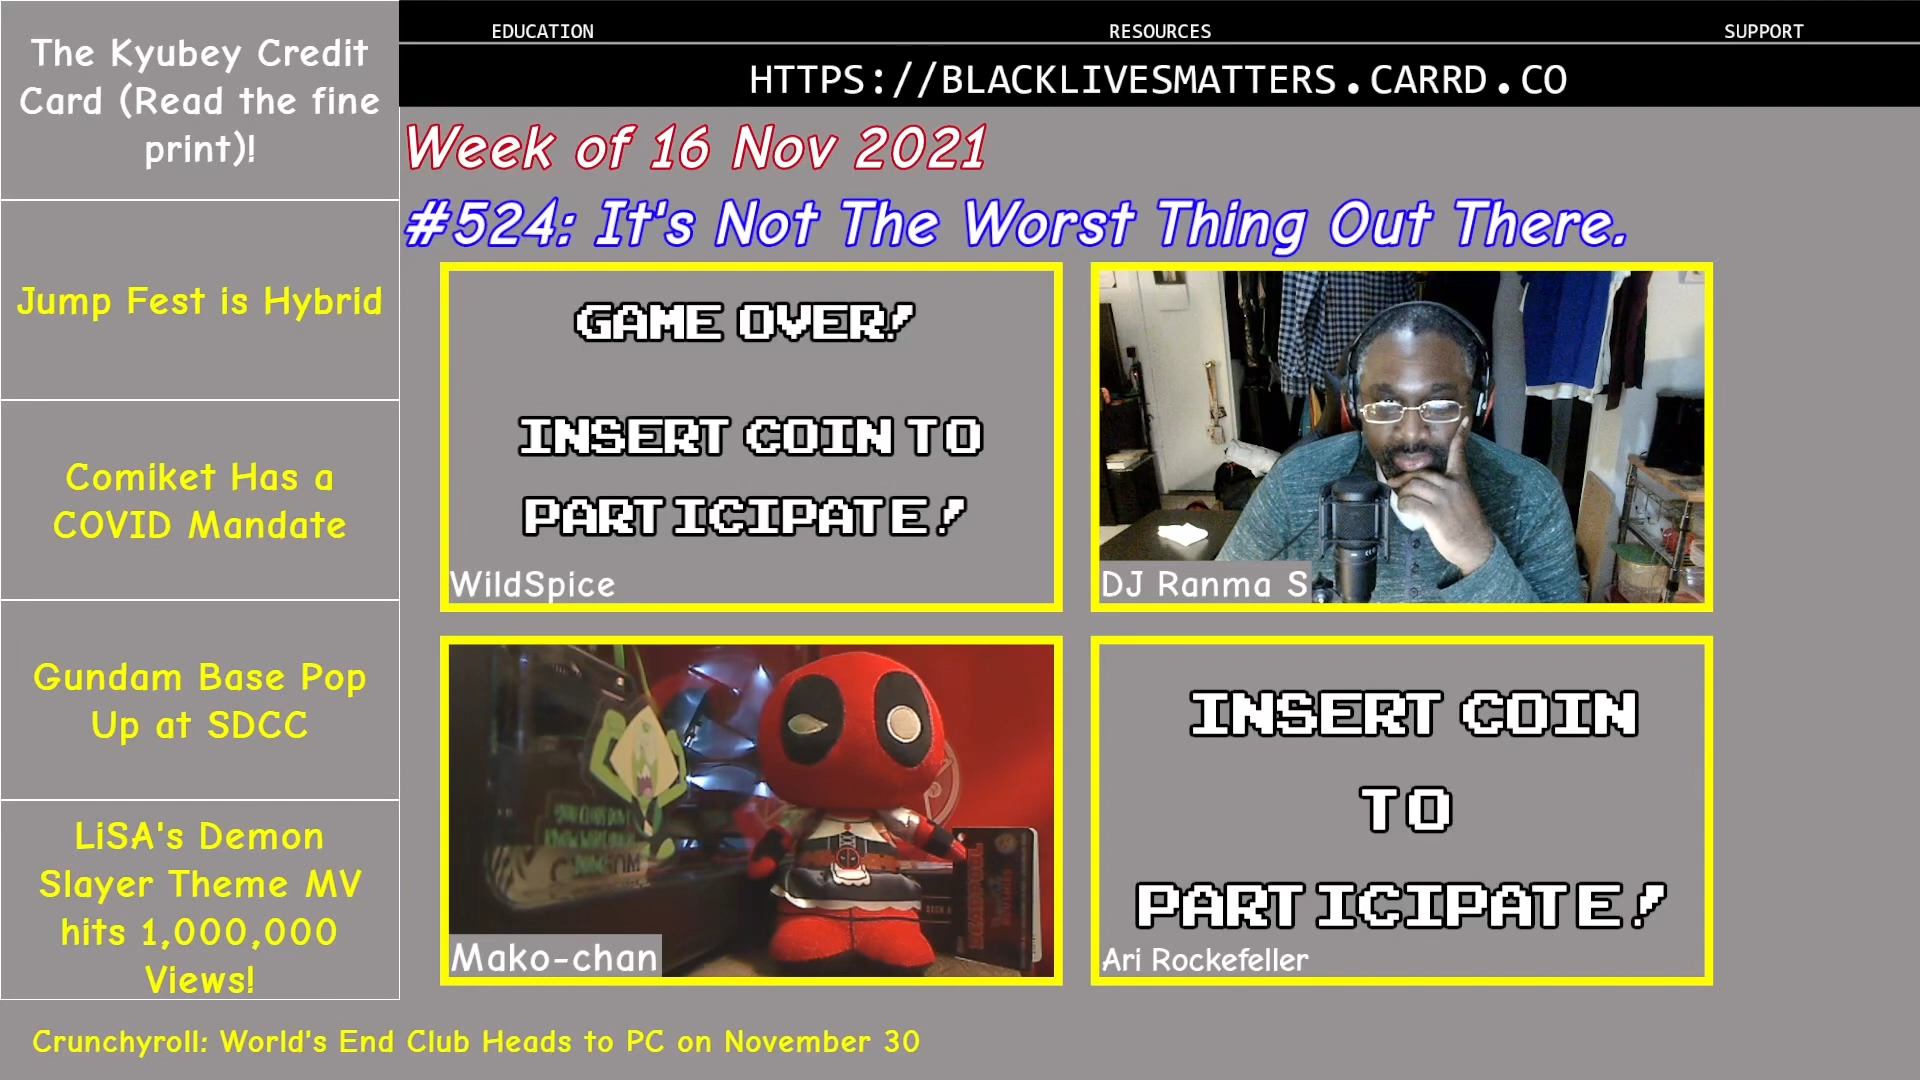 The Kyubey Credit
Card (Read the fine
print)!
Jump Fest is Hybrid
Comiket Has a
COVID Mandate
Gundam Base Pop
Up at SDCC
LiSA's Demon
Slayer Theme MV
hits 1,000,000
Views!
EDUCATION
RESOURCES
SUPPORT
HTTPS://BLACKLIVESMATTERS.CARRD.CO
Week of 16 Nov 2021
#524: It's Not The Worst Thing Out There.
GAME OVER!
INSERT COIN TO
PARTICIPATE!
WildSpice
DJ Ranma S
DEADPOOL
Mako-chan
INSERT COIN
TO
PARTICIPATE!
Ari Rockefeller
Crunchyroll: World's End Club Heads to PC on November 30